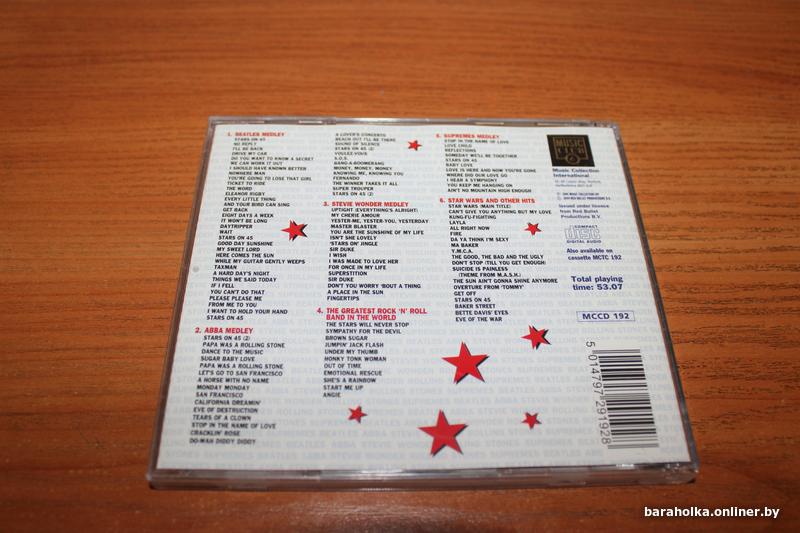 1. BEATLES MEDLEY
STARS ON 45
NO REPLY
I'LL BE BACK
DRIVE MY CAR
DO YOU WANT TO KNOW A SECRET
WE CAN WORK IT OUT
I SHOULD HAVE KNOWN BETTER
NOWHERE MAN
YOU'RE GOING TO LOSE THAT GIRL
TICKET TO RIDE
THE WORD
ELEANOR RIGBY
EVERY LITTLE THING
AND YOUR BIRD CAN SING
GET BACK
EIGHT DAYS A WEEK
IT WON'T BE LONG
DAYTRIPPER
WAIT
STARS ON 45
GOOD DAY SUNSHINE
MY SWEET LORD
HERE COMES THE SUN
WHILE MY GUITAR GENTLY WEEPS
TAXMAN
A HARD DAY'S NIGHT
THINGS WE SAID TODAY
IF I FELL
YOU CAN'T DO THAT
PLEASE PLEASE ME
FROM ME TO YOU
I WANT TO HOLD YOUR HAND
STARS ON 45
2. ABBA MEDLEY
STARS ON 45 (2)
PAPA WAS A ROLLING STONE
DANCE TO THE MUSIC
SUGAR BABY LOVE
PAPA WAS A ROLLING STONE
LET'S GO TO SAN FRANCISCO
A HORSE WITH NO NAME
MONDAY MONDAY
SAN FRANCISCO
CALIFORNIA DREAMIN'
EVE OF DESTRUCTION
TEARS OF A CLOWN
STOP IN THE NAME OF LOVE
CRACKLIN' ROSE
DO-WAH DIDDY DIDDY
A LOVER'S CONCERTO
REACH OUT I'LL BE THERE
SOUND OF SILENCE
STARS ON 45 (2)
VOULEZ-VOUS
S.O.S.
BANG-A-BOOMERANG
MONEY, MONEY, MONEY
KNOWING ME, KNOWING YOU
FERNANDO
THE WINNER TAKES IT ALL
SUPER TROUPER
STARS ON 45 (2)
3. STEVIE WONDER MEDLEY
UPTIGHT (EVERYTHING'S ALRIGHT)
MY CHERIE AMOUR
YESTER-ME, YESTER-YOU, YESTERDAY
MASTER BLASTER
YOU ARE THE SUNSHINE OF MY LIFE
ISN'T SHE LOVELY
'STARS ON' JINGLE
SIR DUKE
I WISH
I WAS MADE TO LOVE HER
FOR ONCE IN MY LIFE
SUPERSTITION
SIR DUKE
DON'T YOU WORRY 'BOUT A THING
A PLACE IN THE SUN
FINGERTIPS
4. THE GREATEST ROCK 'N' ROLL
BAND IN THE WORLD
THE STARS WILL NEVER STOP
SYMPATHY FOR THE DEVIL
BROWN SUGAR
JUMPIN' JACK FLASH
UNDER MY THUMB
HONKY TONK WOMAN
OUT OF TIME
EMOTIONAL RESCUE
SHE'S A RAINBOW
START ME UP
ANGIE
5. SUPREMES MEDLEY
STOP IN THE NAME OF LOVE
LOVE CHILD
REFLECTIONS
SOMEDAY WE'LL BE TOGETHER
STARS ON 45
BABY LOVE
LOVE IS HERE AND NOW YOU'RE GONE
WHERE DID OUR LOVE GO
I HEAR A SYMPHONY
YOU KEEP ME HANGING ON
AIN'T NO MOUNTAIN HIGH ENOUGH
6. STAR WARS AND OTHER HITS
STAR WARS (MAIN TITLE)
CAN'T GIVE YOU ANYTHING BUT MY LOVE
KUNG-FU-FIGHTING
LAYLA
ALL RIGHT NOW
FIRE
DA YA THINK I'M SEXY
MA BAKER
Y.M.C.A.
THE GOOD, THE BAD AND THE UGLY
DON'T STOP (TILL YOU GET ENOUGH)
SUICIDE IS PAINLESS
(THEME FROM M.A.S.H.)
THE SUN AIN'T GONNA SHINE ANYMORE
OVERTURE FROM 'TOMMY'
GET OFF
STARS ON 45
BAKER STREET
BETTE DAVIS' EYES
EVE OF THE WAR
MUSIC
CLUB
Music Collection
International
Issued under licence
from Red Bullet
Productions B.V.
COMPACT
disc
DIGITAL AUDIO
Also available on
cassette MCTC 192
Total playing
time: 53.07
MCCD 192
5 014797 291928
baraholka.onliner.by